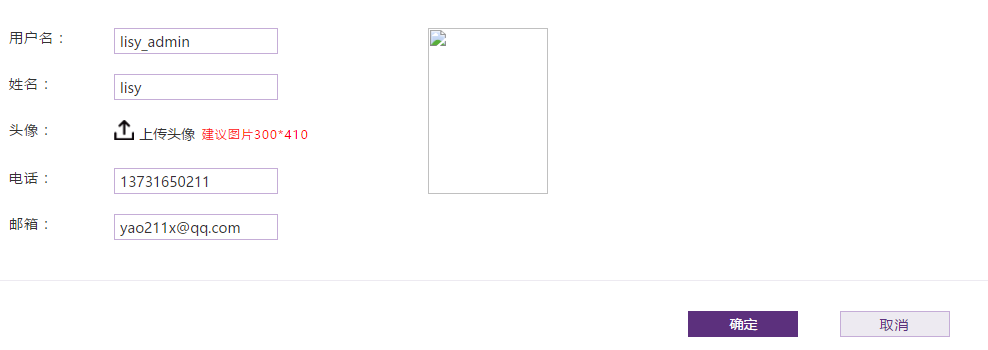 用户名： lisy_admin
姓名： lisy
头像： 上传头像 建议图片300*410
电话： 13731650211
邮箱： yao211x@qq.com
确定 取消